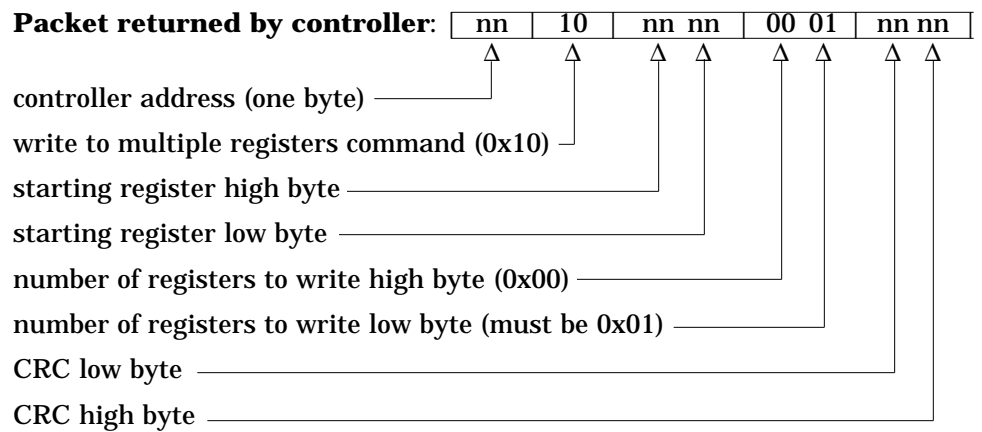 Packet returned by controller: nn 10 nn nn 00 01 nn nn
controller address (one byte)
write to multiple registers command (0x10)
starting register high byte
starting register low byte
number of registers to write high byte (0x00)
number of registers to write low byte (must be 0x01)
CRC low byte
CRC high byte